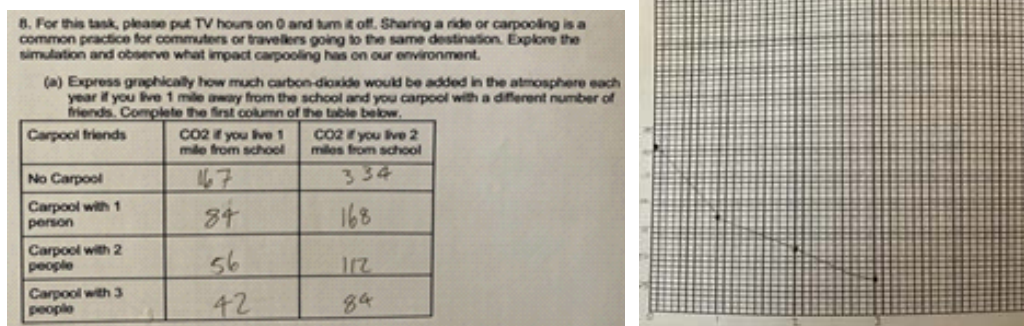 8. For this task, please put TV hours on 0 and turn it off. Sharing a ride or carpooling is a
common practice for commuters or travellers going to the same destination. Explore the
simulation and observe what impact carpooling has on our environment.
(a) Express graphically how much carbon-dioxide would be added in the atmosphere each
year if you live 1 mile away from the school and you carpool with a different number of
friends. Complete the first column of the table below.
Carpool friends
CO2 if you live 1
mile from school
CO2 if you live 2
miles from school
No Carpool
167
334
Carpool with 1
person
84
168
Carpool with 2
people
56
112
Carpool with 3
people
42
84
0
1
2
3